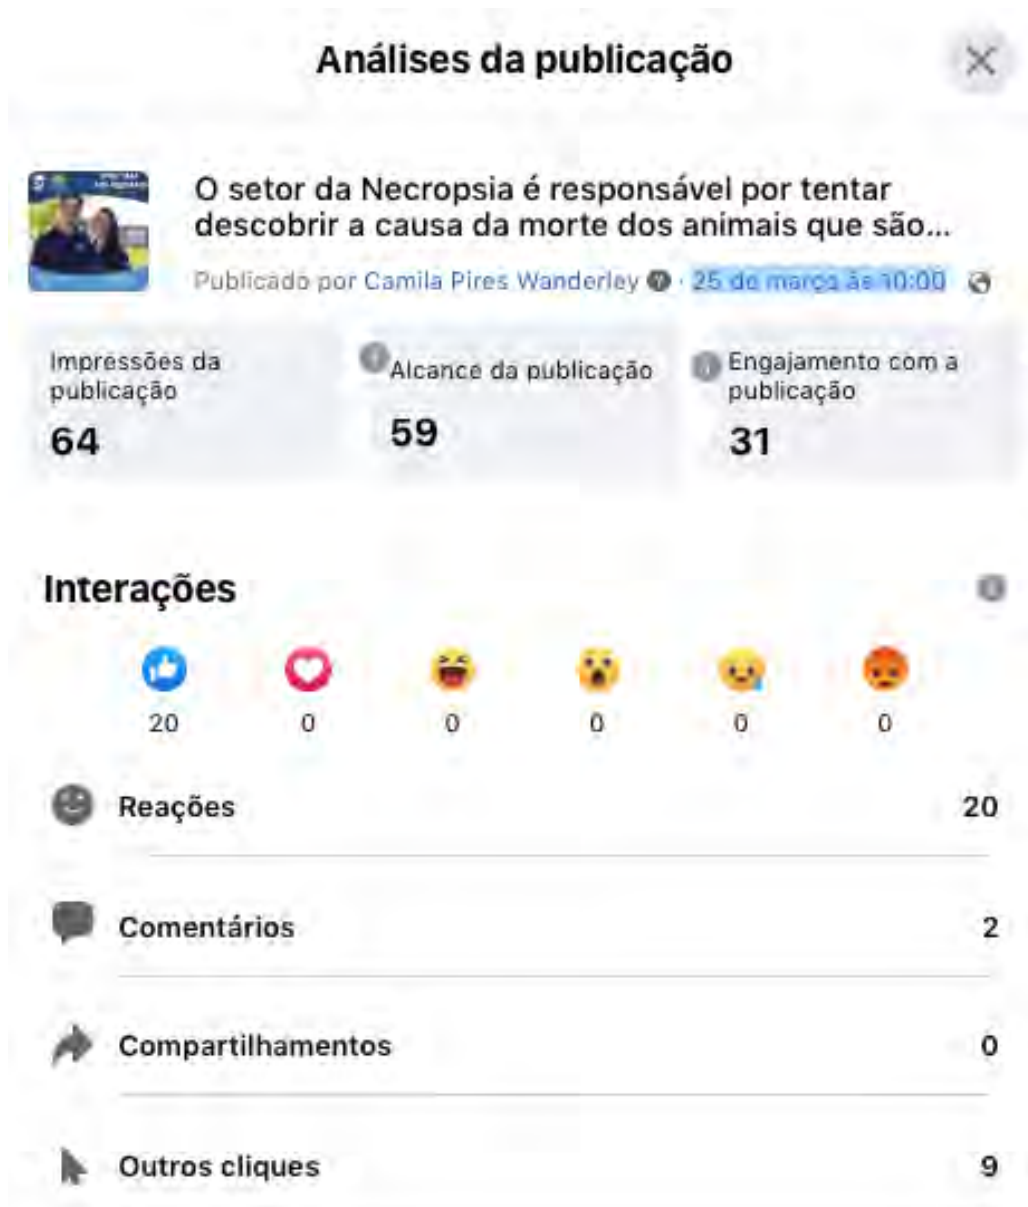 Análises da publicação
O setor da Necropsia é responsável por tentar
descobrir a causa da morte dos animais que são...
Publicado por Camila Pires Wanderley · 25 de março às 10:00
Impressões da
publicação
64
Alcance da publicação
59
Engajamento com a
publicação
31
Interações
20 0 0 0 0 0
Reações 20
Comentários 2
Compartilhamentos 0
Outros cliques 9